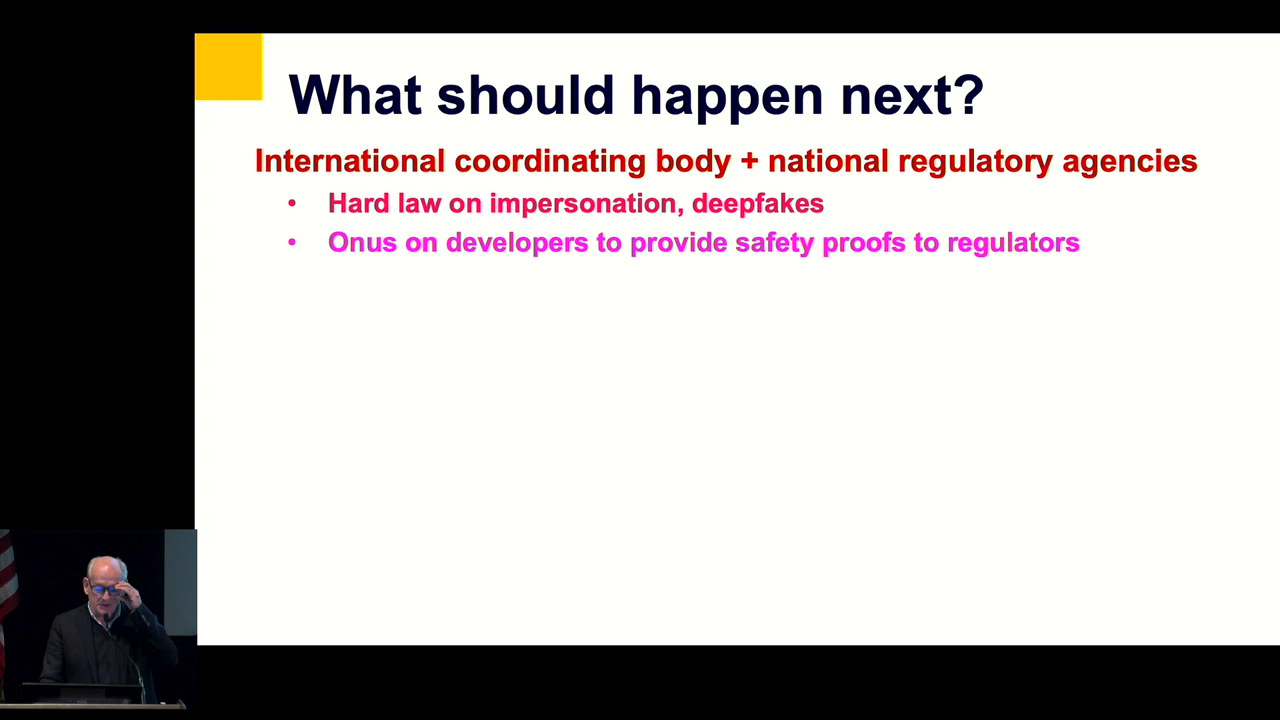 What should happen next?
International coordinating body + national regulatory agencies
• Hard law on impersonation, deepfakes
• Onus on developers to provide safety proofs to regulators